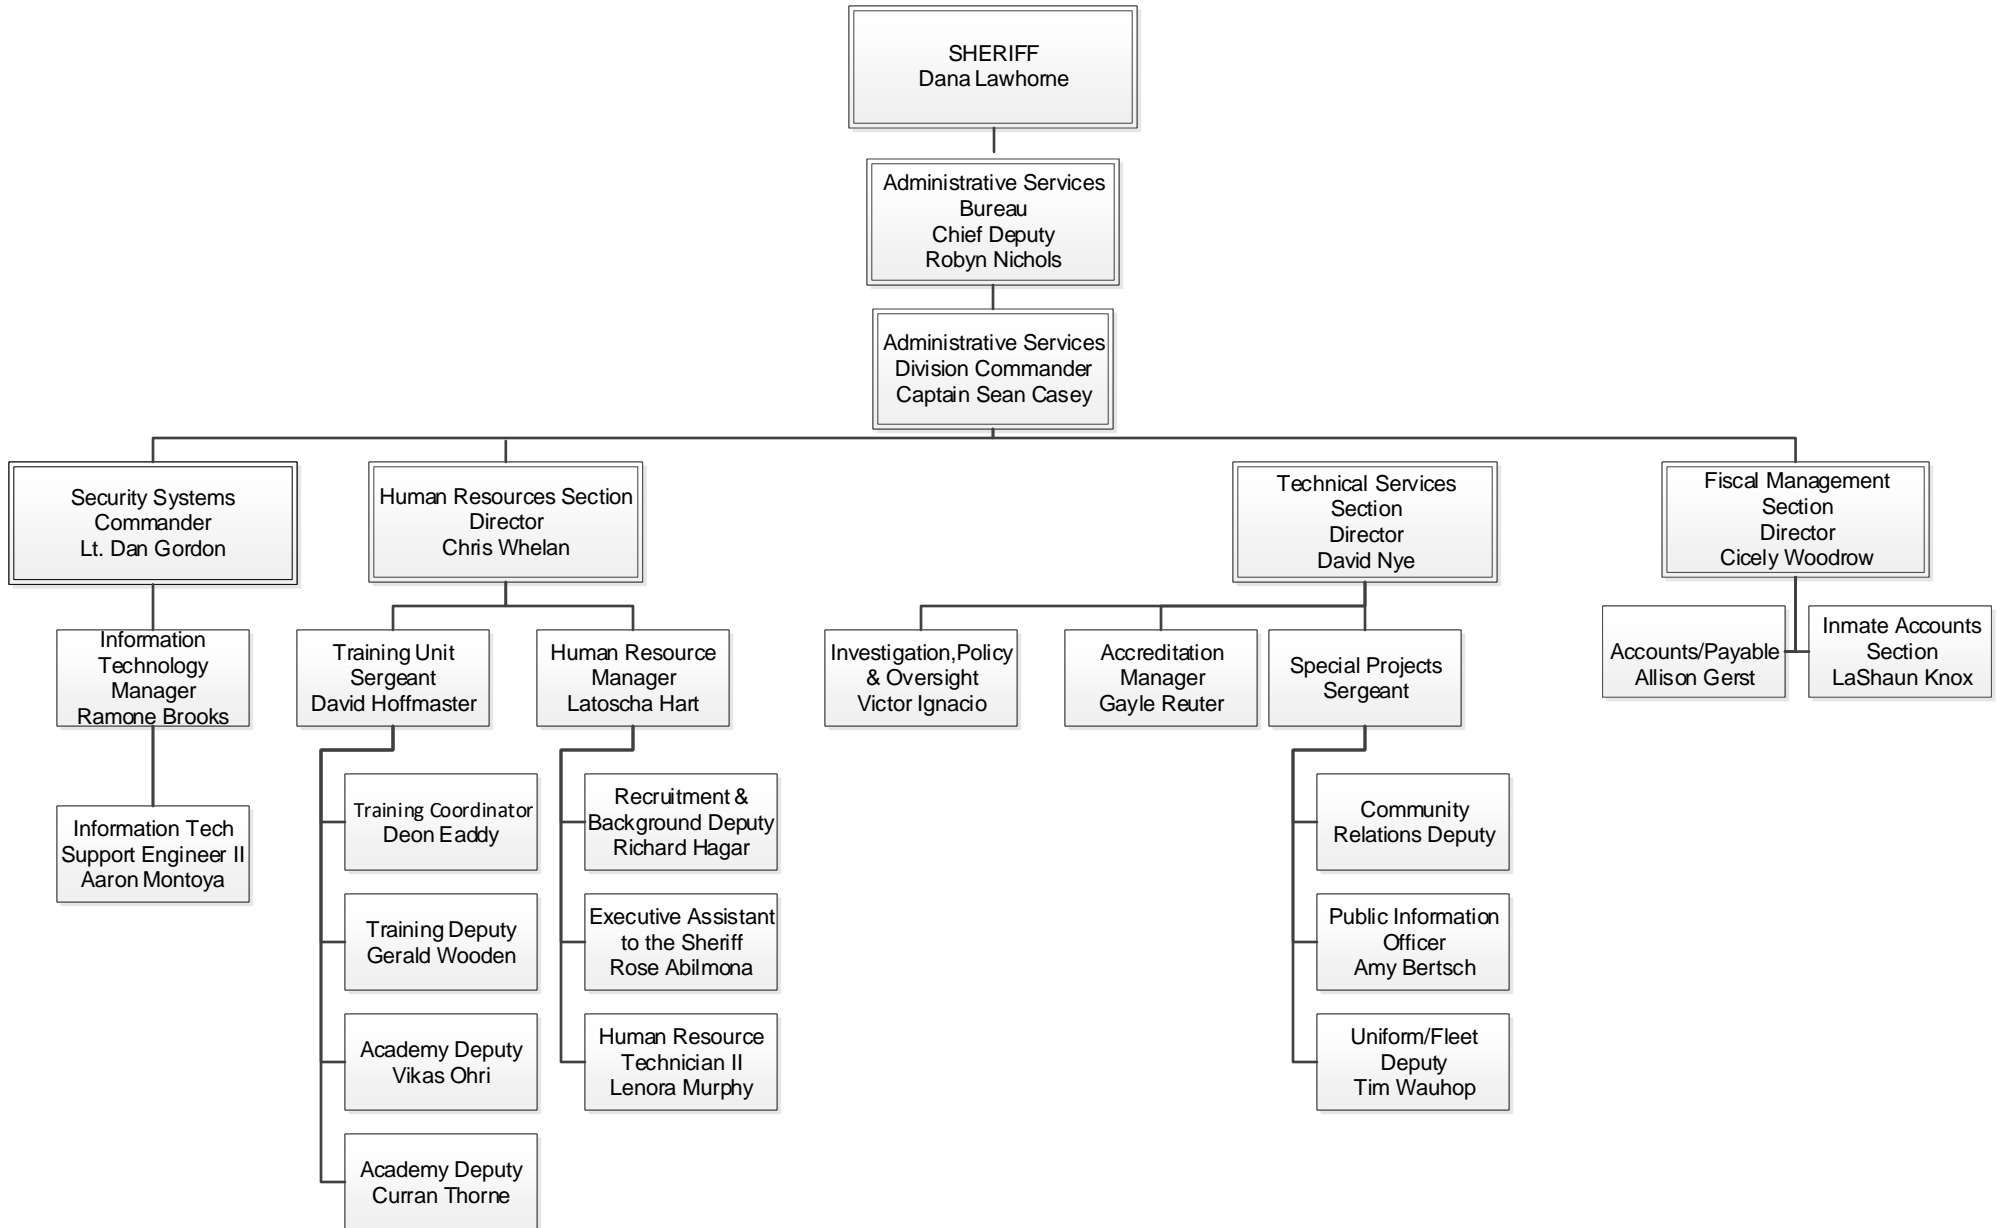 SHERIFF
Dana Lawhorne
Administrative Services
Bureau
Chief Deputy
Robyn Nichols
Administrative Services
Division Commander
Captain Sean Casey
Security Systems
Commander
Lt. Dan Gordon
Human Resources Section
Director
Chris Whelan
Technical Services
Section
Director
David Nye
Fiscal Management
Section
Director
Cicely Woodrow
Information
Technology
Manager
Ramone Brooks
Training Unit
Sergeant
David Hoffmaster
Human Resource
Manager
Latoscha Hart
Investigation,Policy
& Oversight
Victor Ignacio
Accreditation
Manager
Gayle Reuter
Special Projects
Sergeant
Accounts/Payable
Allison Gerst
Inmate Accounts
Section
LaShaun Knox
Information Tech
Support Engineer II
Aaron Montoya
Training Coordinator
Deon Eaddy
Training Deputy
Gerald Wooden
Academy Deputy
Vikas Ohri
Academy Deputy
Curran Thorne
Recruitment &
Background Deputy
Richard Hagar
Executive Assistant
to the Sheriff
Rose Abilmona
Human Resource
Technician II
Lenora Murphy
Community
Relations Deputy
Public Information
Officer
Amy Bertsch
Uniform/Fleet
Deputy
Tim Wauhop